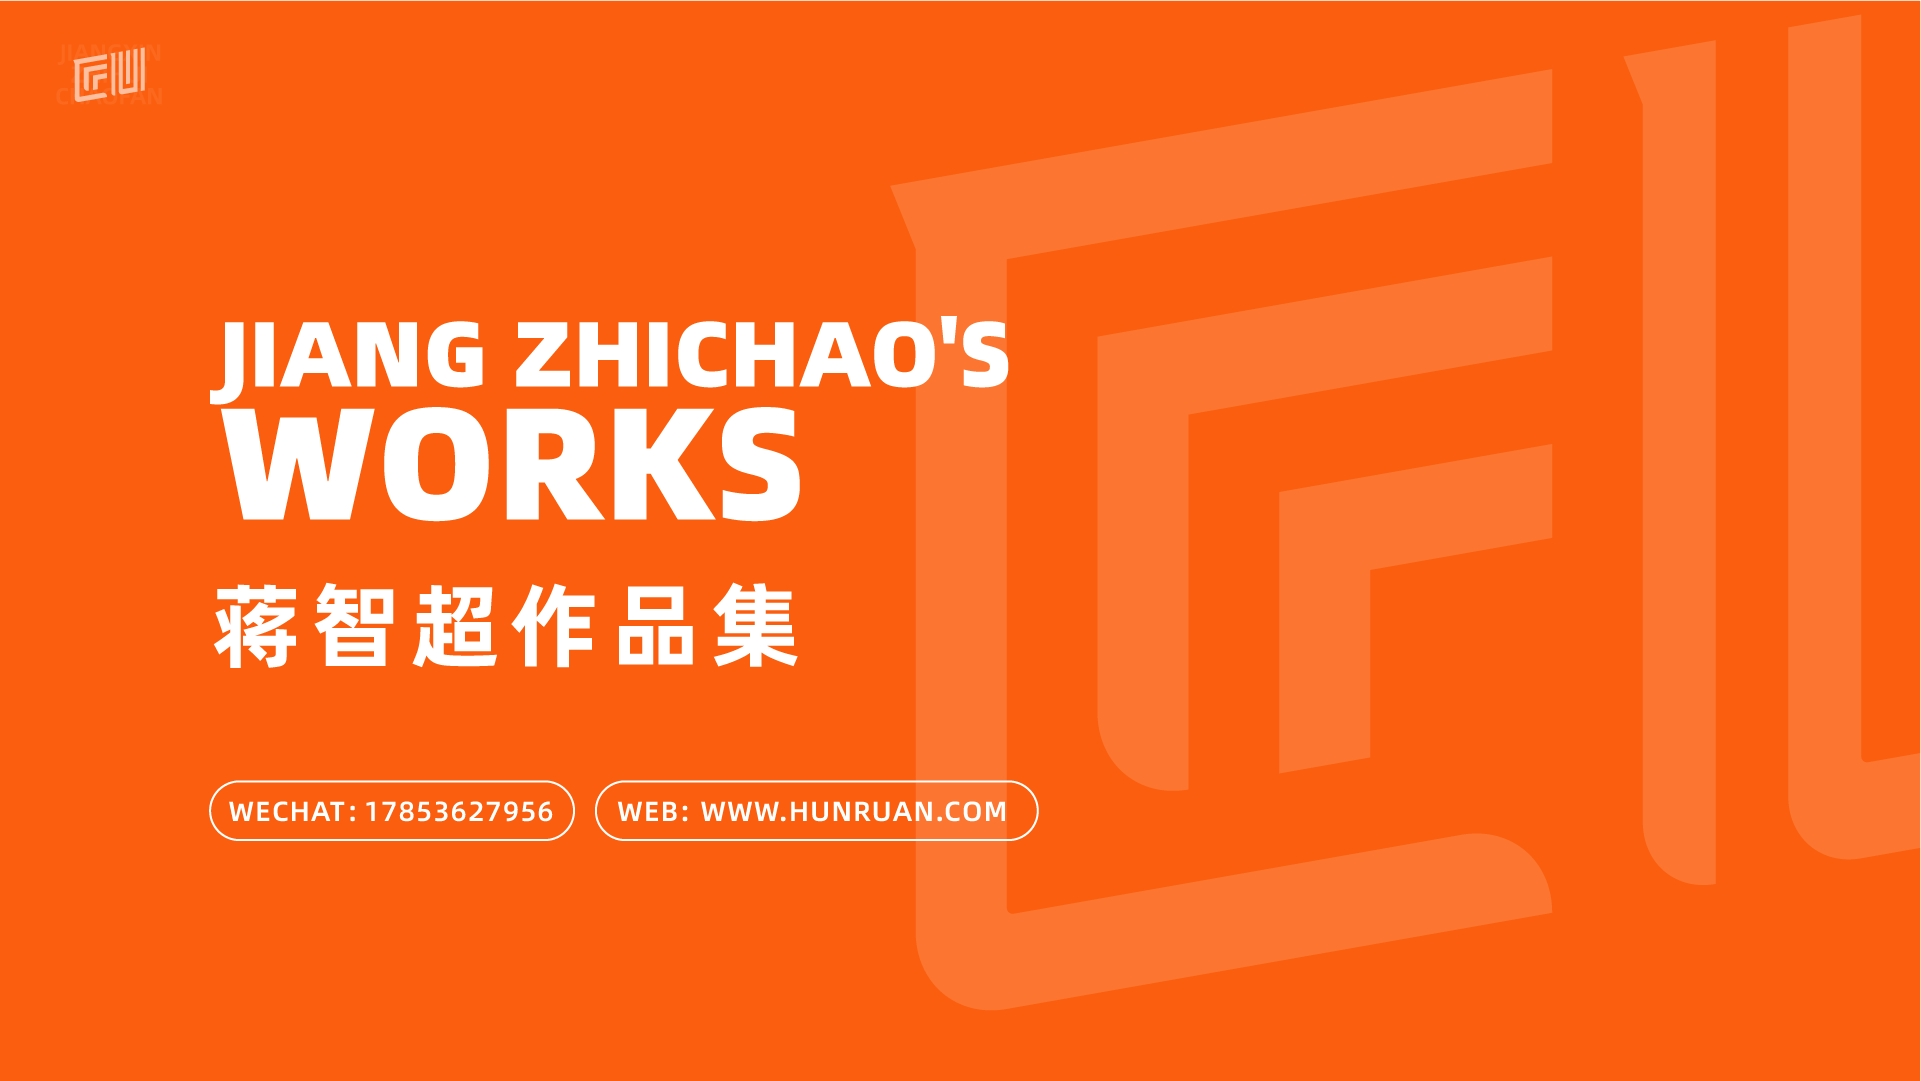 JIANG ZHICHAO'S
WORKS
蒋智超作品集
WECHAT: 17853627956
WEB: WWW.HUNRUAN.COM